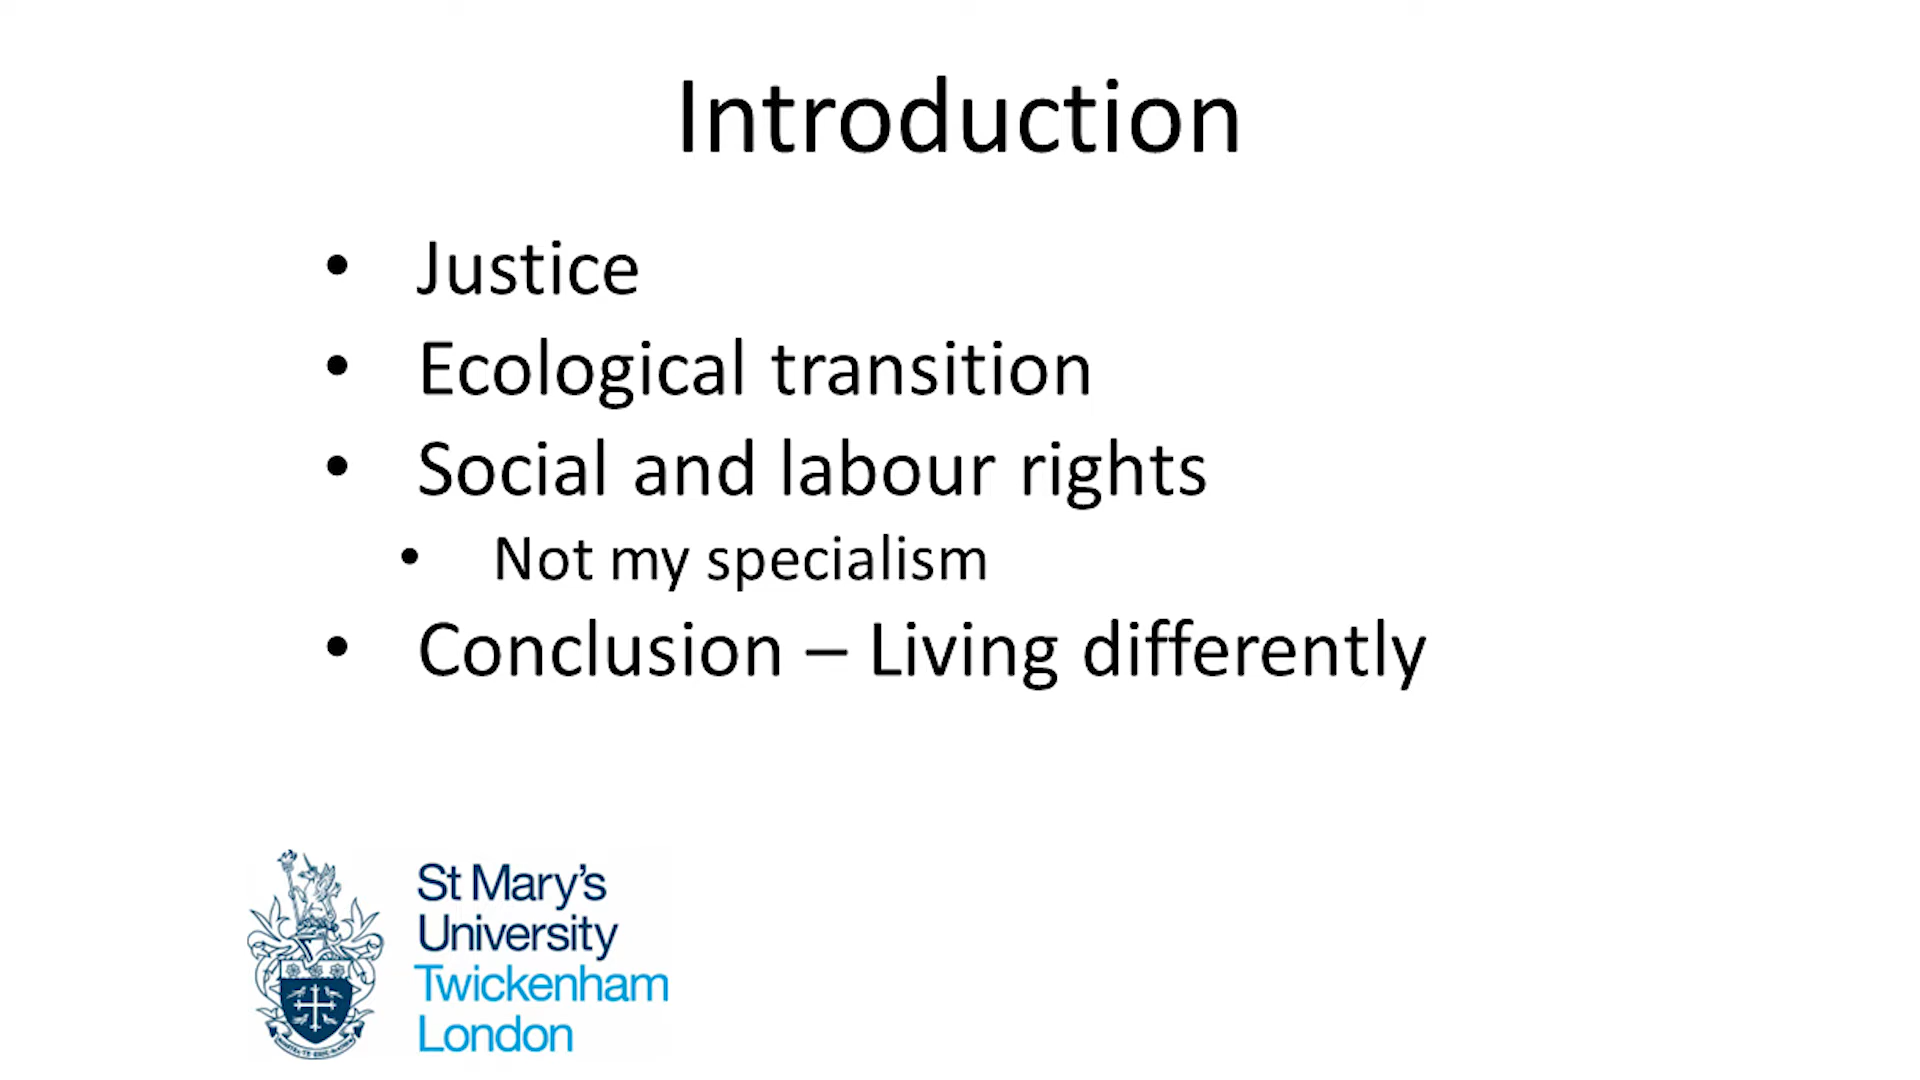 Introduction
• Justice
• Ecological transition
• Social and labour rights
• Not my specialism
• Conclusion – Living differently
St Mary's
University
Twickenham
London